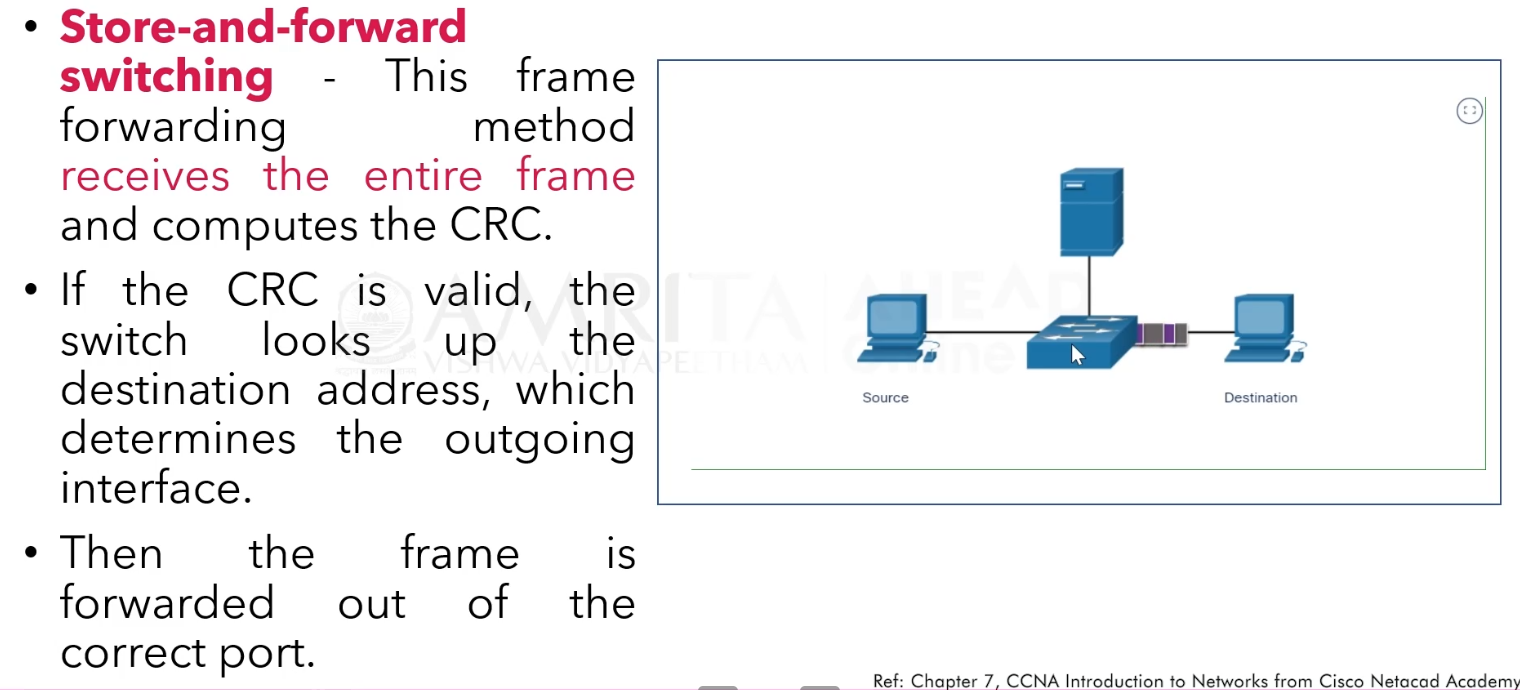 • Store-and-forward
switching - This frame
forwarding method
receives the entire frame
and computes the CRC.
• If the CRC is valid, the
switch looks up the
destination address, which
determines the outgoing
interface.
• Then the frame is
forwarded out of the
correct port.
AMRITA
VISHWA VIDYAPEETHAM
AHEAD
Online
Source
Destination
Ref: Chapter 7, CCNA Introduction to Networks from Cisco Netacad Academy